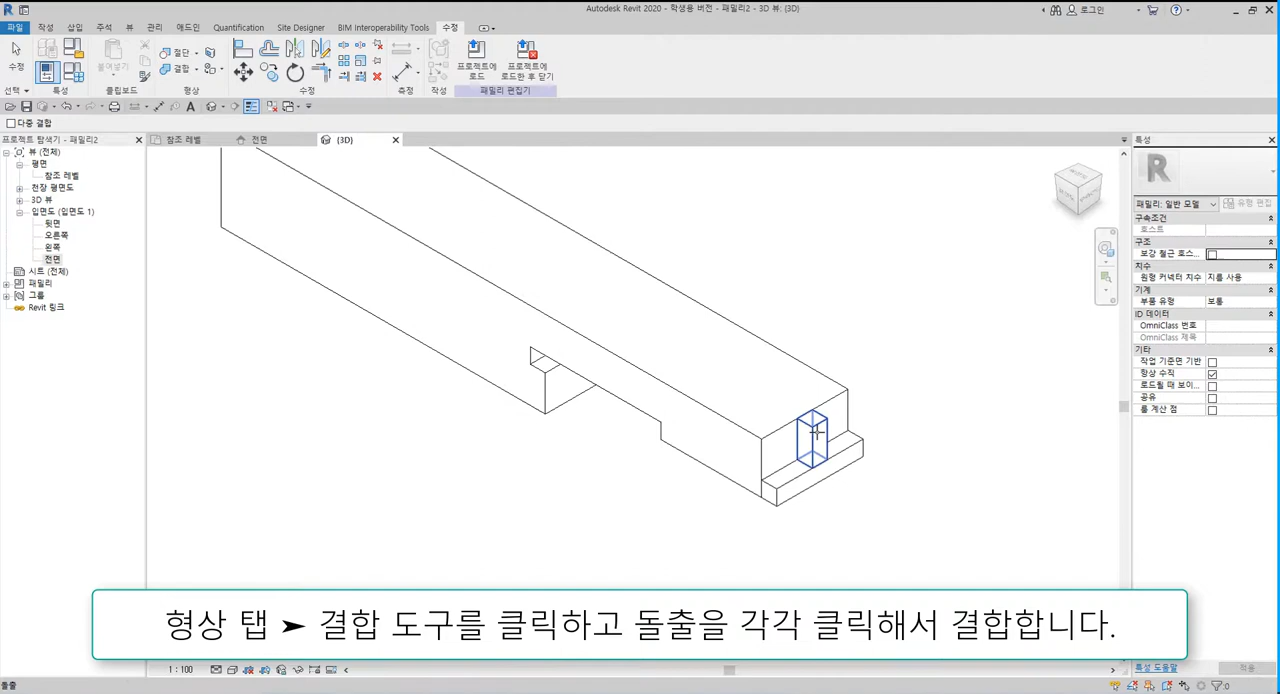 Autodesk Revit 2020 - 학생용 버전 - 패밀리2 - 3D 뷰: {3D}
로그인
파일 작성 삽입 주석 뷰 관리 애드인 Quantification Site Designer BIM Interoperability Tools 수정
수정
붙여넣기
절단
결합
프로젝트에 로드
프로젝트에 로드한 후 닫기
선택 특성 클립보드 형상 수정 측정 작성 패밀리 편집기
다중 결합
프로젝트 탐색기 - 패밀리2
참조 레벨
전면
{3D}
특성
뷰 (전체)
평면
참조 레벨
천장 평면도
3D 뷰
입면도 (입면도 1)
뒷면
오른쪽
왼쪽
전면
시트 (전체)
패밀리
그룹
Revit 링크
패밀리: 일반 모델
유형 편집
구속조건
호스트
구조
보강 철근 호스...
치수
원형 커넥터 치수 지름 사용
기계
부품 유형 보통
ID 데이터
OmniClass 번호
OmniClass 제목
기타
작업 기준면 기반
항상 수직
로드될 때 보이...
공유
룸 계산 점
형상 탭 ➤ 결합 도구를 클릭하고 돌출을 각각 클릭해서 결합합니다.
1 : 100
특성 도움말
적용
돌출
:0